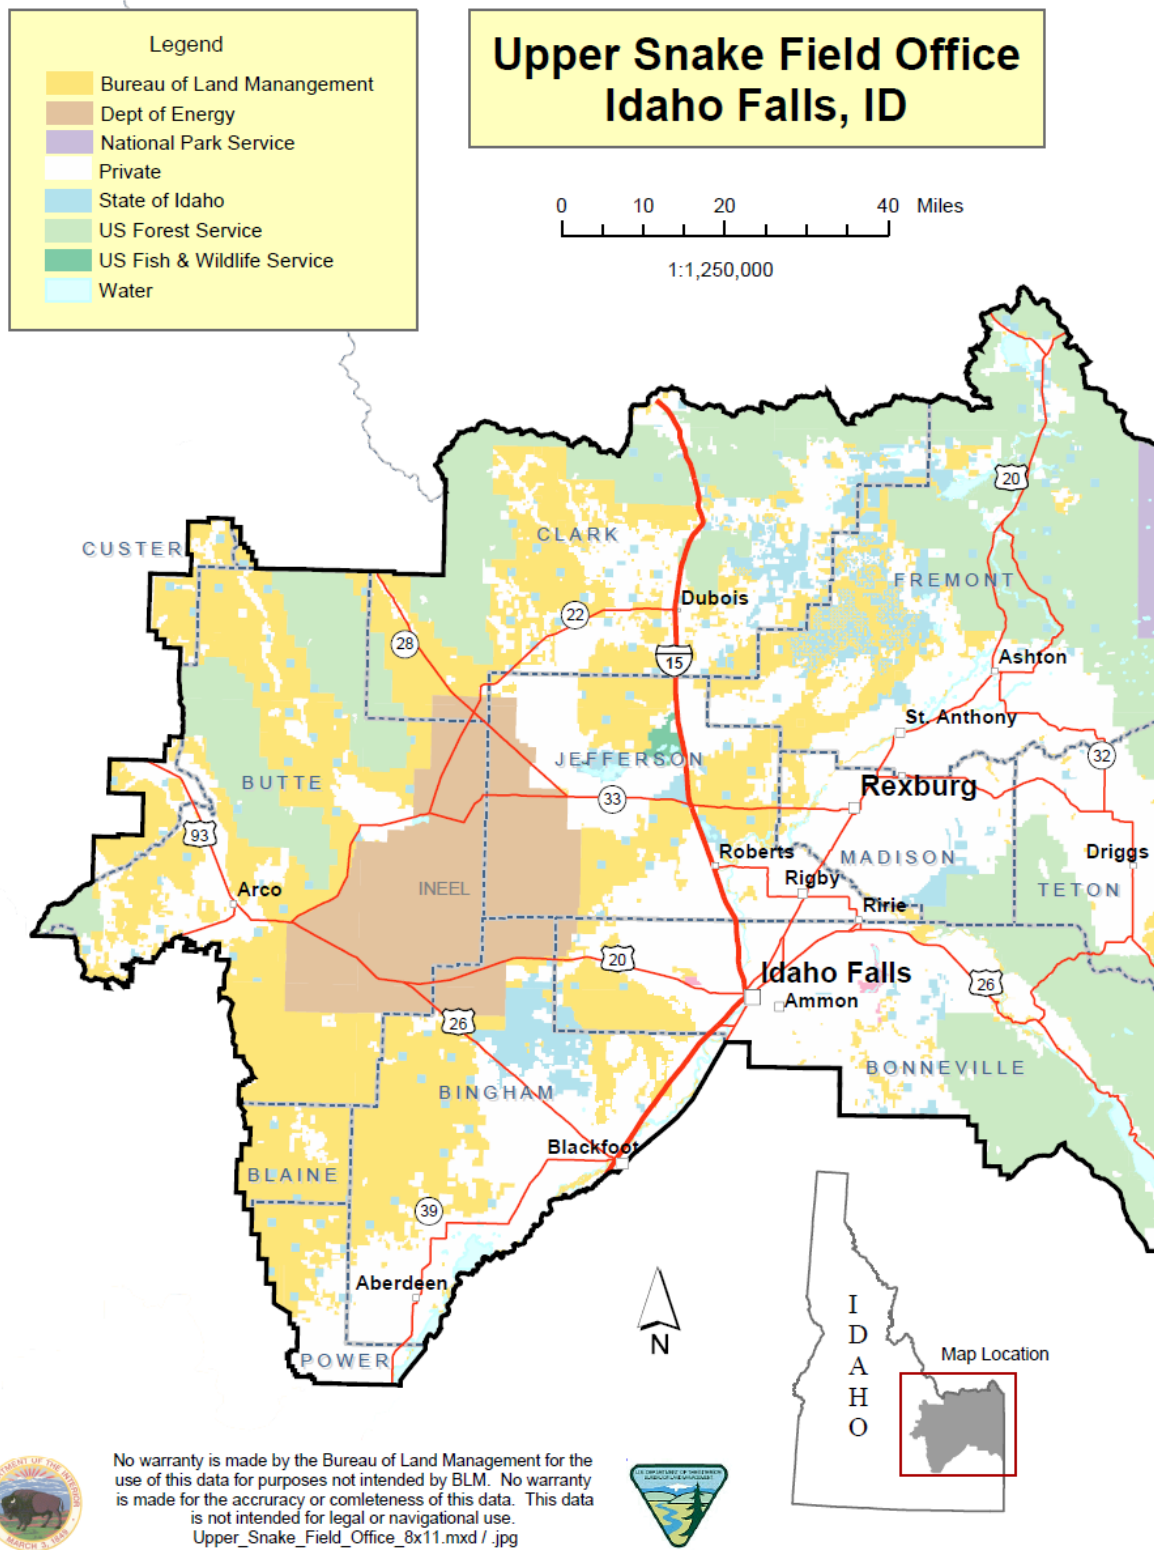 Legend
Bureau of Land Manangement
Dept of Energy
National Park Service
Private
State of Idaho
US Forest Service
US Fish & Wildlife Service
Water
Upper Snake Field Office
Idaho Falls, ID
0 10 20 40 Miles
1:1,250,000
20
CLARK
CUSTER
FREMONT
Dubois
22
28
15
Ashton
St. Anthony
JEFFERSON
32
BUTTE
Rexburg
33
93
Roberts
MADISON
Driggs
Rigby
INEEL
Arco
TETON
Ririe
20
Idaho Falls
26
Ammon
26
BONNEVILLE
BINGHAM
Blackfoot
BLAINE
39
Aberdeen
N
POWER
IDAHO
Map Location
No warranty is made by the Bureau of Land Management for the
use of this data for purposes not intended by BLM. No warranty
is made for the accruracy or comleteness of this data. This data
is not intended for legal or navigational use.
Upper_Snake_Field_Office_8x11.mxd / .jpg
MARCH 3, 1849